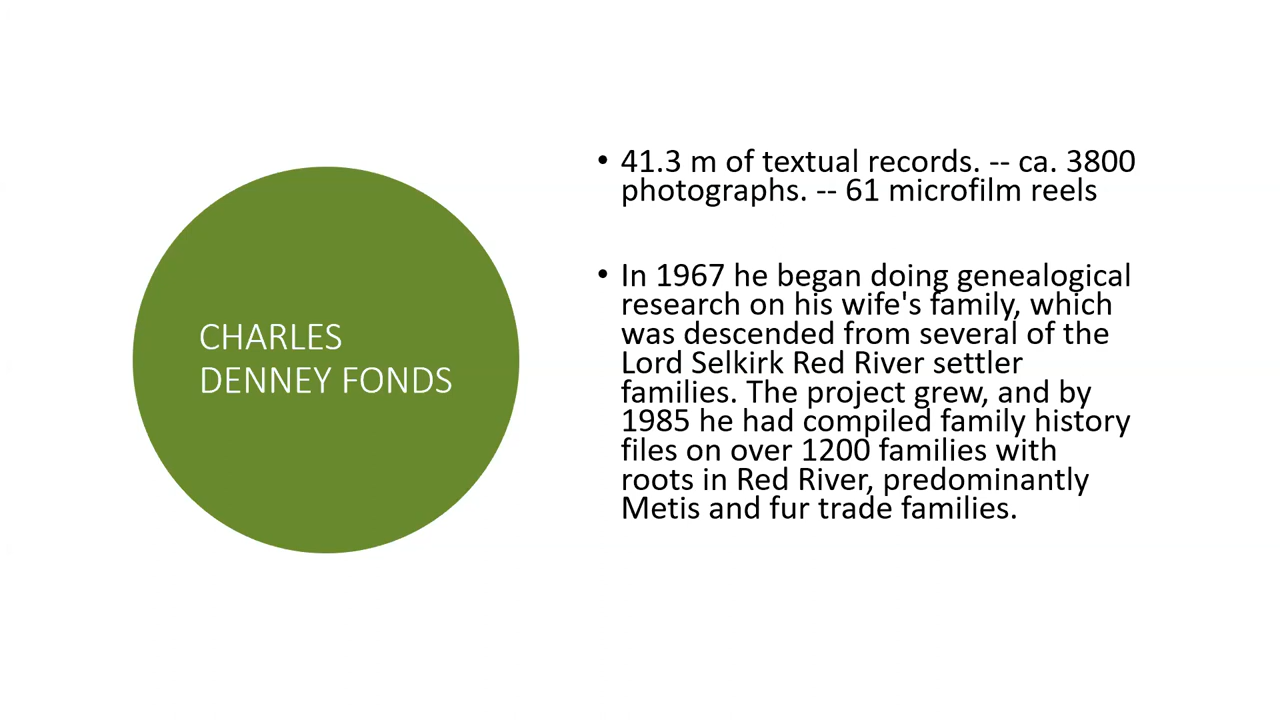 CHARLES
DENNEY FONDS
• 41.3 m of textual records. -- ca. 3800
photographs. -- 61 microfilm reels
• In 1967 he began doing genealogical
research on his wife's family, which
was descended from several of the
Lord Selkirk Red River settler
families. The project grew, and by
1985 he had compiled family history
files on over 1200 families with
roots in Red River, predominantly
Metis and fur trade families.